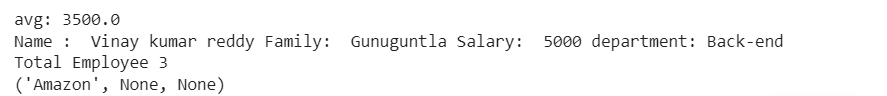 avg: 3500.0
Name :  Vinay kumar reddy Family:  Gunuguntla Salary:  5000 department: Back-end
Total Employee 3
('Amazon', None, None)